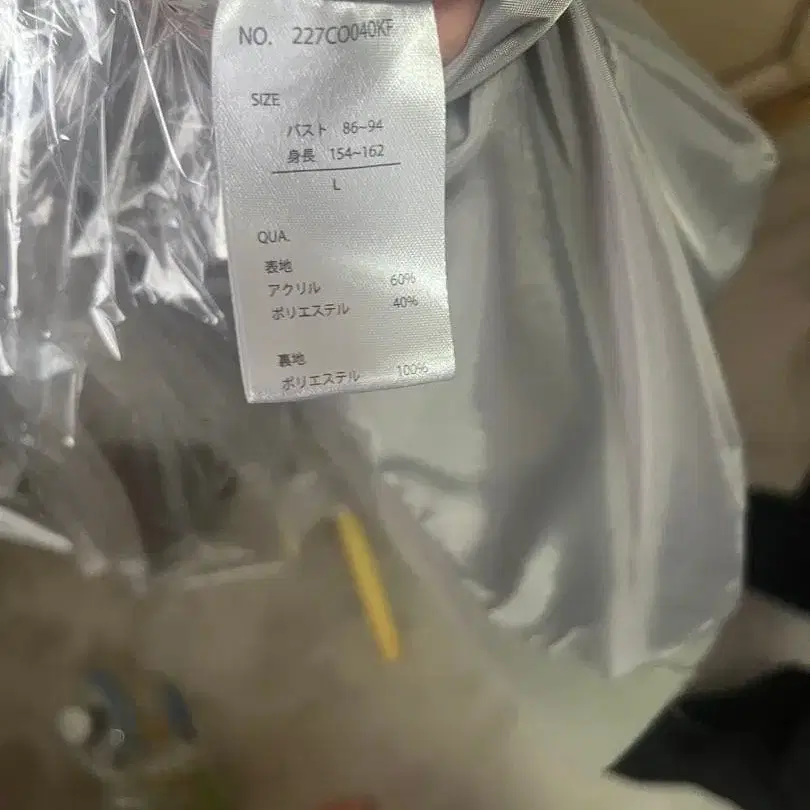 NO. 227CO040KF
SIZE
バスト 86~94
身長 154~162
L
QUA.
表地
アクリル 60%
ポリエステル 40%
裏地
ポリエステル 100%